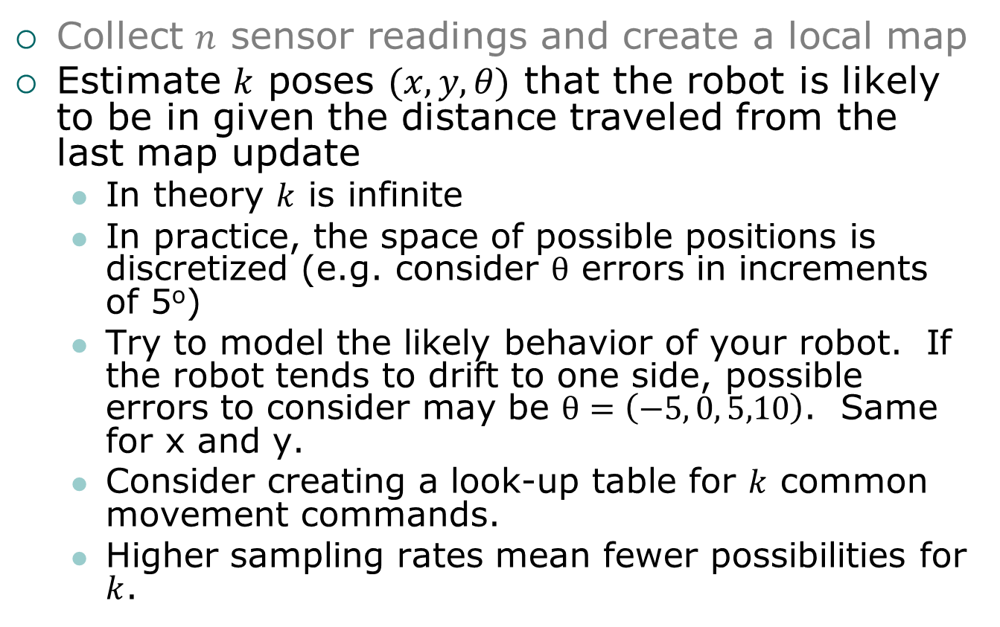 Collect n sensor readings and create a local map
Estimate k poses (x, y, θ) that the robot is likely
to be in given the distance traveled from the
last map update
In theory k is infinite
In practice, the space of possible positions is
discretized (e.g. consider θ errors in increments
of 5º)
Try to model the likely behavior of your robot.  If
the robot tends to drift to one side, possible
errors to consider may be θ = (−5, 0, 5,10).  Same
for x and y.
Consider creating a look-up table for k common
movement commands.
Higher sampling rates mean fewer possibilities for
k.